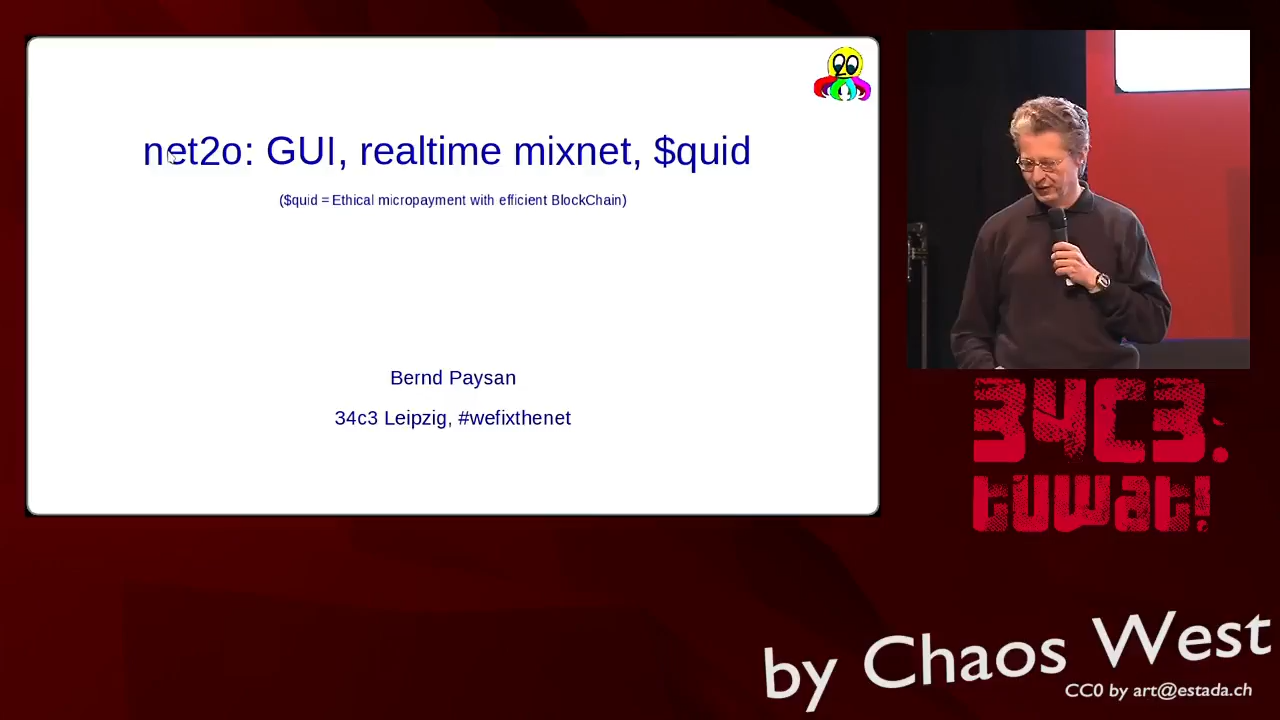 net2o: GUI, realtime mixnet, $quid
($quid = Ethical micropayment with efficient BlockChain)
Bernd Paysan
34c3 Leipzig, #wefixthenet
34C3:
tuwat!
by Chaos West
CC0 by art@estada.ch